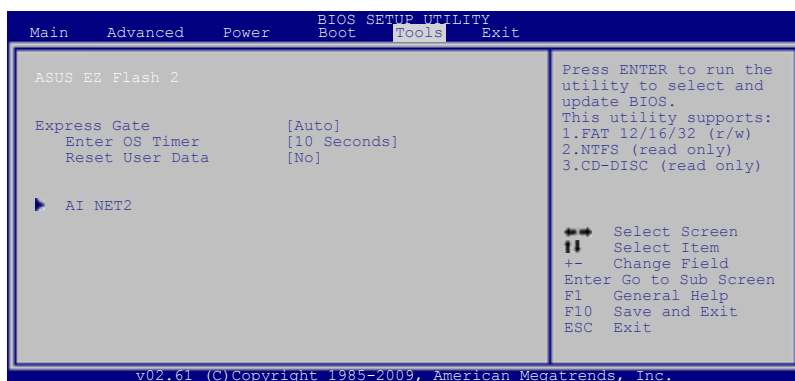 BIOS SETUP UTILITY
Main Advanced Power Boot Tools Exit
ASUS EZ Flash 2
Express Gate [Auto]
Enter OS Timer [10 Seconds]
Reset User Data [No]
AI NET2
Press ENTER to run the
utility to select and
update BIOS.
This utility supports:
1.FAT 12/16/32 (r/w)
2.NTFS (read only)
3.CD-DISC (read only)
Select Screen
Select Item
+- Change Field
Enter Go to Sub Screen
F1 General Help
F10 Save and Exit
ESC Exit
v02.61 (C)Copyright 1985-2009, American Megatrends, Inc.